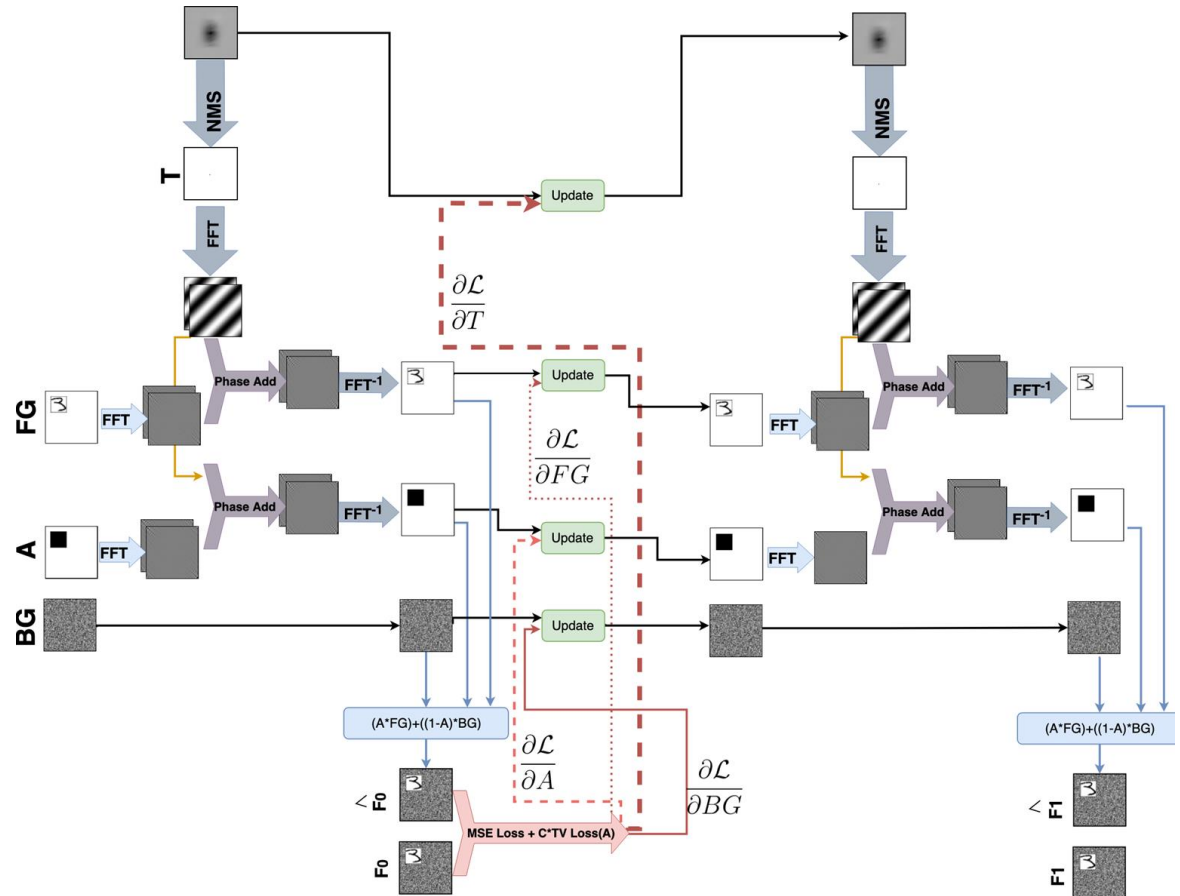 NMS
NMS
T
Update
FFT
FFT
∂L
∂T
FG
FFT
Phase Add
FFT-1
Update
FFT
Phase Add
FFT-1
∂L
∂FG
A
FFT
Phase Add
FFT-1
Update
FFT
Phase Add
FFT-1
BG
Update
(A*FG)+((1-A)*BG)
(A*FG)+((1-A)*BG)
∂L
∂A
∂L
∂BG
< F0
MSE Loss + C*TV Loss(A)
F0
< F1
F1